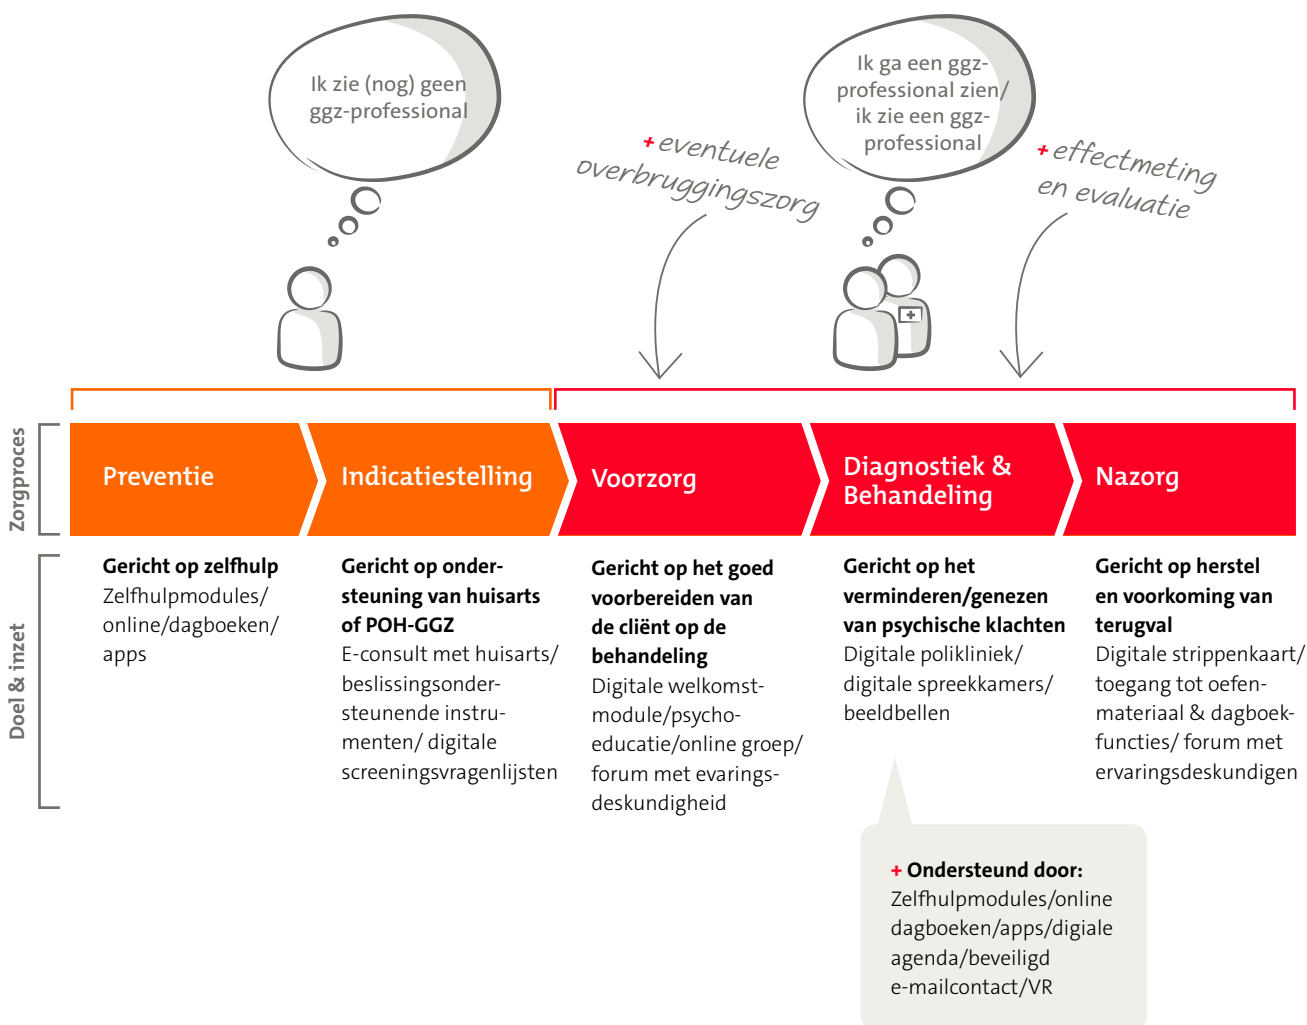 Ik zie (nog) geen
ggz-professional
+ eventuele
overbruggingszorg
Ik ga een ggz-
professional zien/
ik zie een ggz-
professional
+ effectmeting
en evaluatie
Zorgproces
Preventie
Indicatiestelling
Voorzorg
Diagnostiek &
Behandeling
Nazorg
Doel & inzet
Gericht op zelfhulp
Zelfhulpmodules/
online/dagboeken/
apps
Gericht op onder-
steuning van huisarts
of POH-GGZ
E-consult met huisarts/
beslissingsonder-
steunende instru-
menten/ digitale
screeningsvragenlijsten
Gericht op het goed
voorbereiden van
de cliënt op de
behandeling
Digitale welkomst-
module/psycho-
educatie/online groep/
forum met evarings-
deskundigheid
Gericht op het
verminderen/genezen
van psychische klachten
Digitale polikliniek/
digitale spreekkamers/
beeldbellen
Gericht op herstel
en voorkoming van
terugval
Digitale strippenkaart/
toegang tot oefen-
materiaal & dagboek-
functies/ forum met
ervaringsdeskundigen
+ Ondersteund door:
Zelfhulpmodules/online
dagboeken/apps/digiale
agenda/beveiligd
e-mailcontact/VR